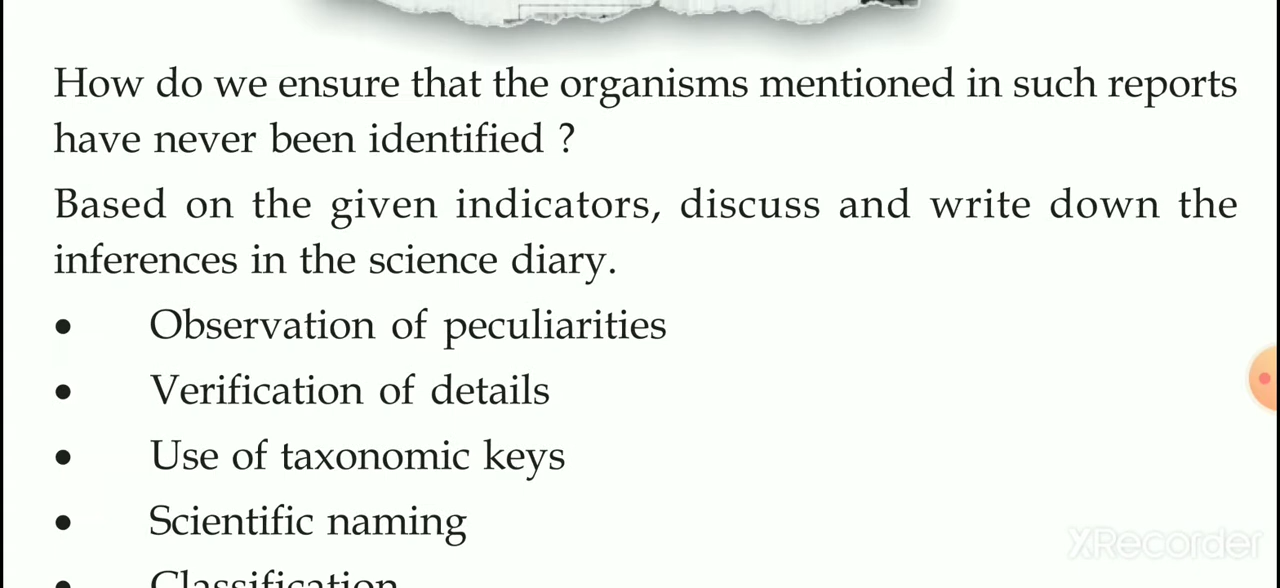 How do we ensure that the organisms mentioned in such reports
have never been identified ?
Based on the given indicators, discuss and write down the
inferences in the science diary.
• Observation of peculiarities
• Verification of details
• Use of taxonomic keys
• Scientific naming
• Classification
XRecorder